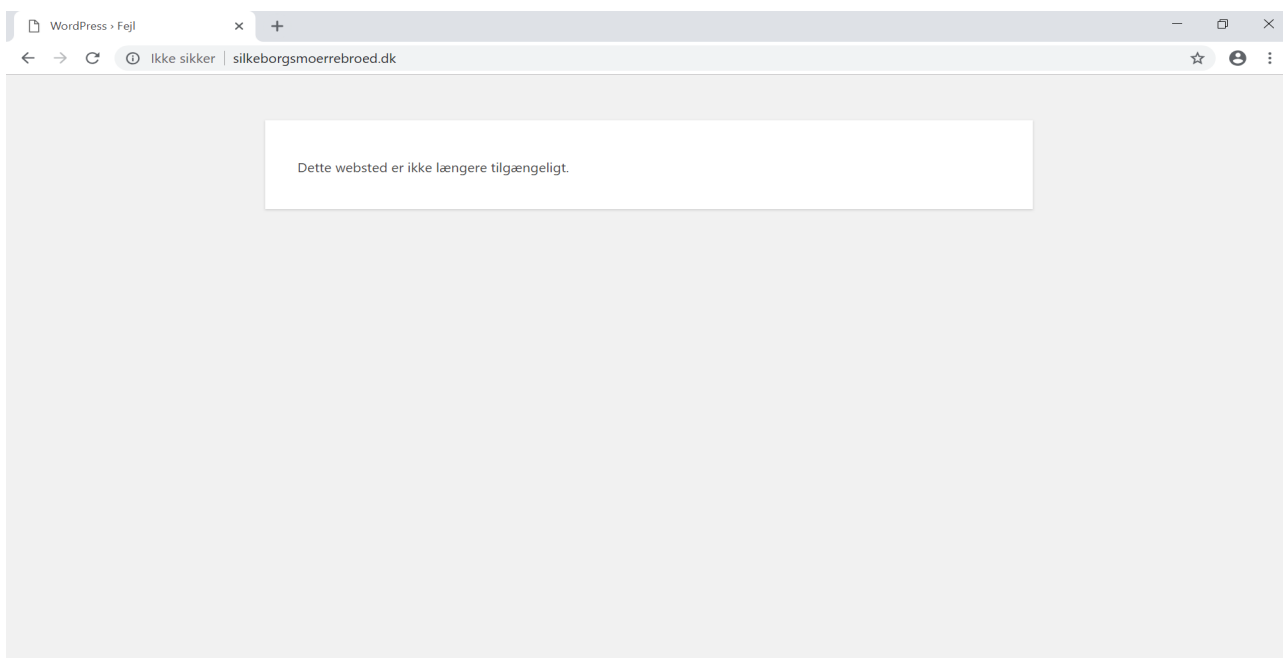 WordPress › Fejl
Ikke sikker silkeborgsmoerrebroed.dk
Dette websted er ikke længere tilgængeligt.